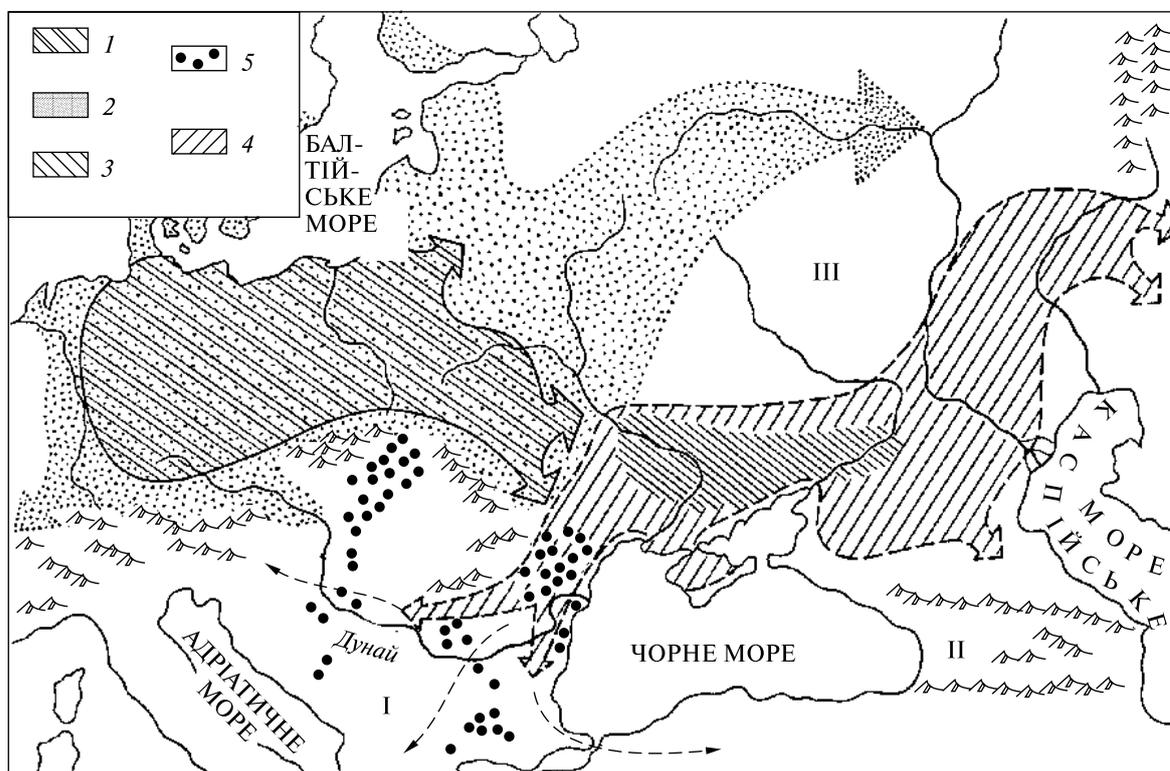 1
5
2
4
3
БАЛ-
ТІЙ-
СЬКЕ
МОРЕ
III
КАСПІЙСЬКЕ
МОРЕ
Дунай
ЧОРНЕ МОРЕ
II
АДРІАТИЧНЕ
МОРЕ
I